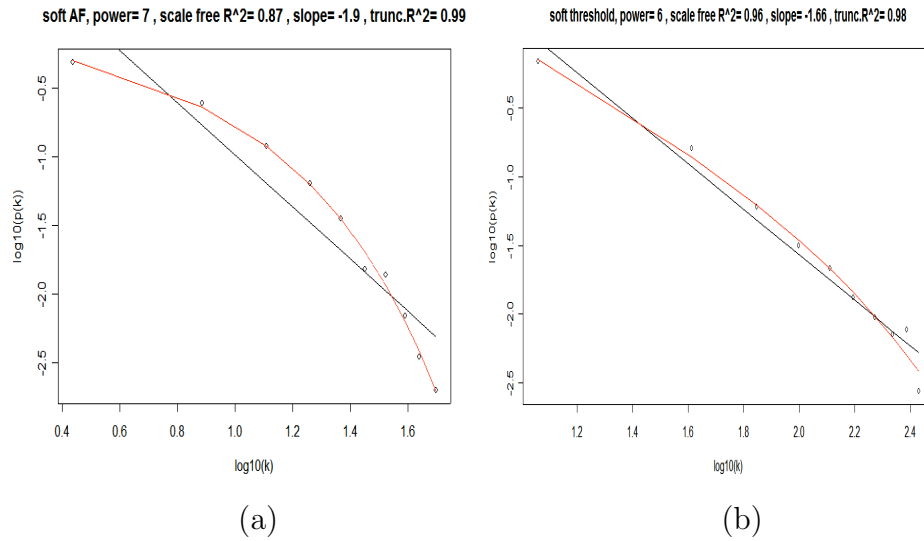 soft AF, power= 7 , scale free R^2= 0.87 , slope= -1.9 , trunc.R^2= 0.99
log10(p(k))
-0.5
-1.0
-1.5
-2.0
-2.5
0.4 0.6 0.8 1.0 1.2 1.4 1.6
log10(k)
(a)
soft threshold, power= 6 , scale free R^2= 0.96 , slope= -1.66 , trunc.R^2= 0.98
log10(p(k))
0.0
-0.5
-1.0
-1.5
-2.0
-2.5
1.2 1.4 1.6 1.8 2.0 2.2 2.4
log10(k)
(b)